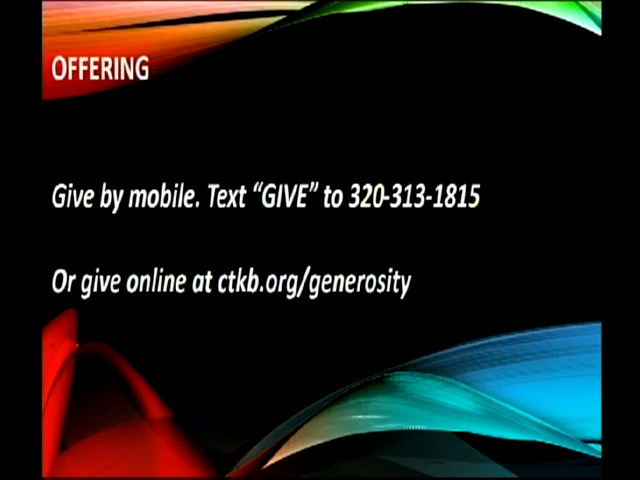 OFFERING
Give by mobile. Text “GIVE” to 320-313-1815
Or give online at ctkb.org/generosity